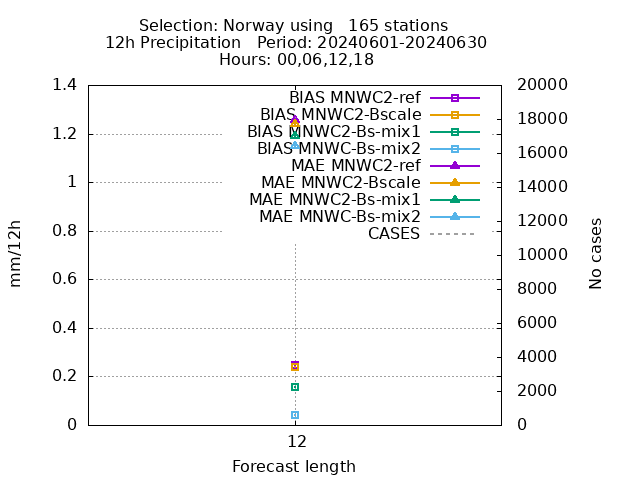 Selection: Norway using   165 stations
12h Precipitation   Period: 20240601-20240630
Hours: 00,06,12,18
1.4
1.2
1
0.8
0.6
0.4
0.2
0
mm/12h
BIAS MNWC2-ref
BIAS MNWC2-Bscale
BIAS MNWC2-Bs-mix1
BIAS MNWC-Bs-mix2
MAE MNWC2-ref
MAE MNWC2-Bscale
MAE MNWC2-Bs-mix1
MAE MNWC-Bs-mix2
CASES
20000
18000
16000
14000
12000
10000
8000
6000
4000
2000
0
No cases
12
Forecast length